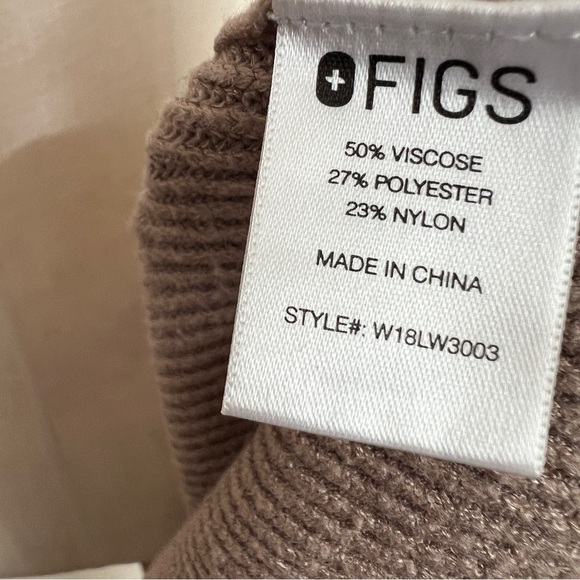 FIGS
50% VISCOSE
27% POLYESTER
23% NYLON
MADE IN CHINA
STYLE#: W18LW3003